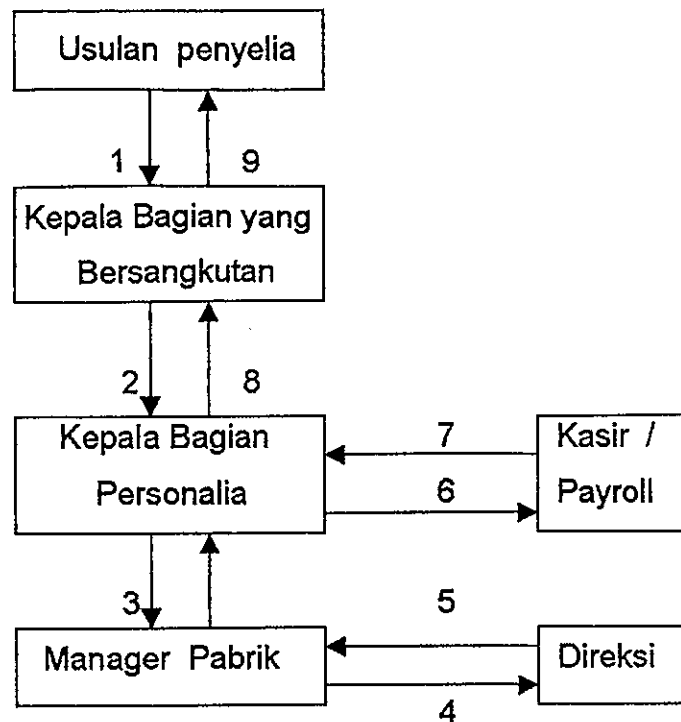 Usulan penyelia
1 9
Kepala Bagian yang
Bersangkutan
2 8
Kepala Bagian
Personalia
7
6
Kasir /
Payroll
3
5
Manager Pabrik
Direksi
4